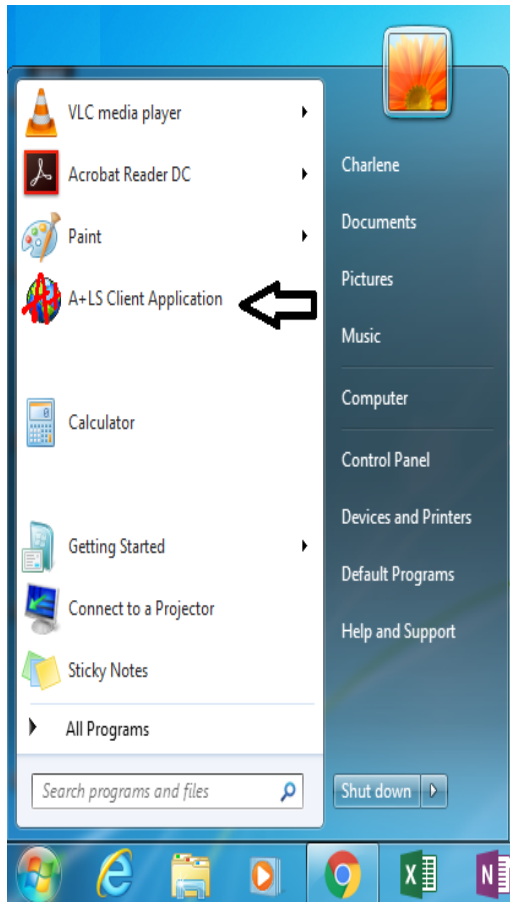 VLC media player
Acrobat Reader DC
Paint
A+LS Client Application
Calculator
Getting Started
Connect to a Projector
Sticky Notes
All Programs
Search programs and files
Charlene
Documents
Pictures
Music
Computer
Control Panel
Devices and Printers
Default Programs
Help and Support
Shut down